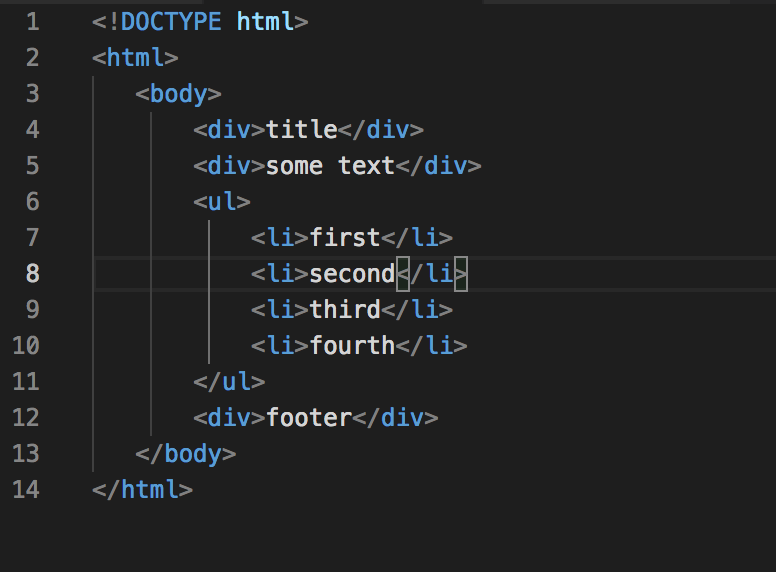 1 <!DOCTYPE html>
2 <html>
3 <body>
4 <div>title</div>
5 <div>some text</div>
6 <ul>
7 <li>first</li>
8 <li>second</li>
9 <li>third</li>
10 <li>fourth</li>
11 </ul>
12 <div>footer</div>
13 </body>
14 </html>